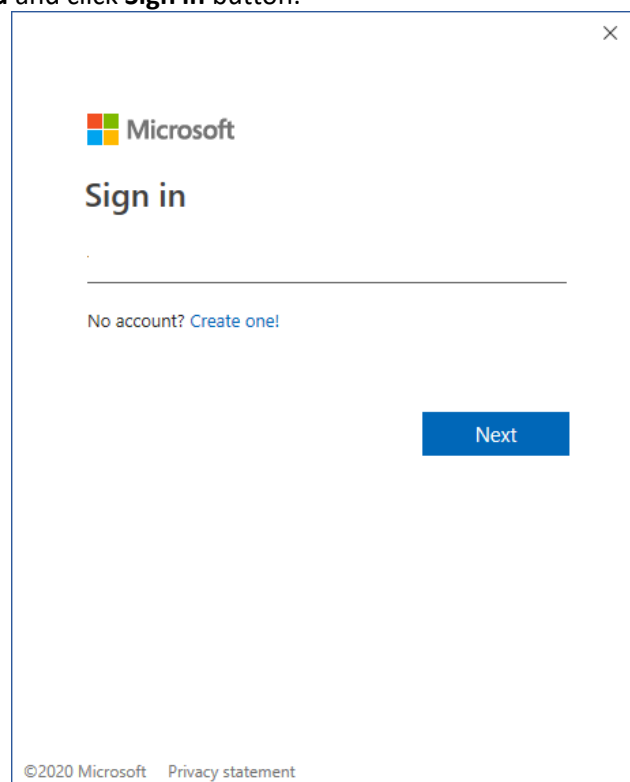 and click Sign in button.
Microsoft
Sign in
No account? Create one!
Next
©2020 Microsoft Privacy statement